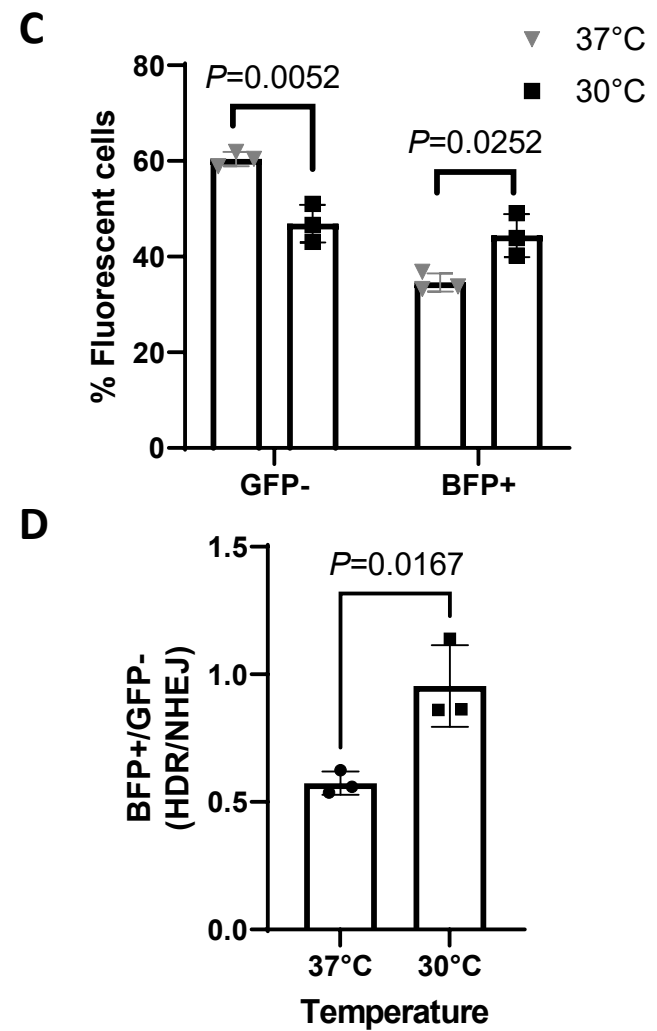 C
37°C
30°C
P=0.0052
P=0.0252
% Fluorescent cells
80
60
40
20
0
GFP-
BFP+
D
P=0.0167
BFP+/GFP-
(HDR/NHEJ)
1.5
1.0
0.5
0.0
37°C
30°C
Temperature